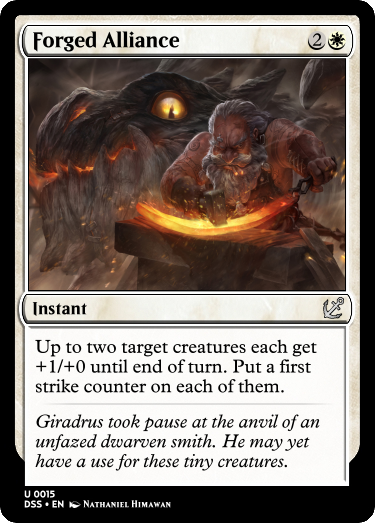 Forged Alliance 2
Instant
Up to two target creatures each get
+1/+0 until end of turn. Put a first
strike counter on each of them.
Giradrus took pause at the anvil of an
unfazed dwarven smith. He may yet
have a use for these tiny creatures.
U 0015
DSS • EN Nathaniel Himawan